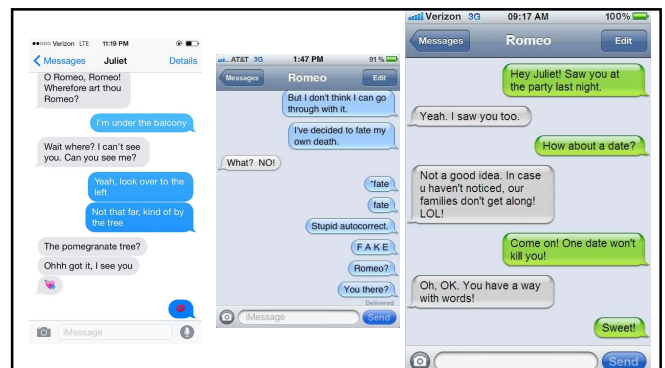 Verizon LTE 11:19 PM
Messages Juliet Details
O Romeo, Romeo!
Wherefore art thou
Romeo?
I'm under the balcony
Wait where? I can't see
you. Can you see me?
Yeah, look over to the
left
Not that far, kind of by
the tree
The pomegranate tree?
Ohhh got it, I see you
iMessage
AT&T 3G 1:47 PM 91%
Messages Romeo Edit
But I don't think I can go
through with it.
I've decided to fate my
own death.
What? NO!
*fate
fate
Stupid autocorrect.
F A K E
Romeo?
You there?
Delivered
iMessage Send
Verizon 3G 09:17 AM 100%
Messages Romeo Edit
Hey Juliet! Saw you at
the party last night.
Yeah. I saw you too.
How about a date?
Not a good idea. In case
u haven't noticed, our
families don't get along!
LOL!
Come on! One date won't
kill you!
Oh, OK. You have a way
with words!
Sweet!
Send